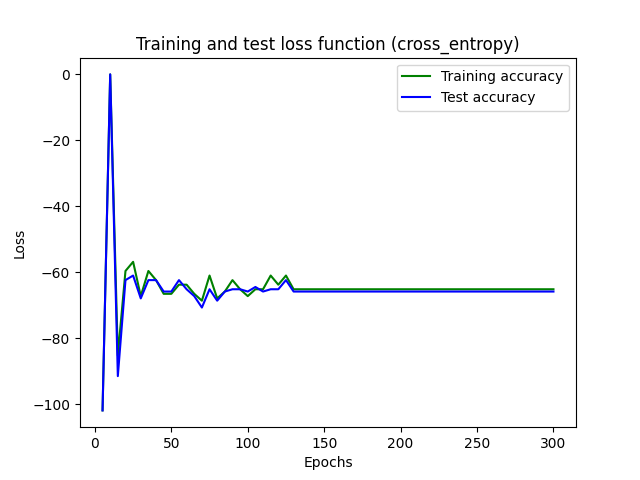 Training and test loss function (cross_entropy)
Training accuracy
Test accuracy
0
−20
−40
−60
−80
−100
Loss
0
50
100
150
200
250
300
Epochs